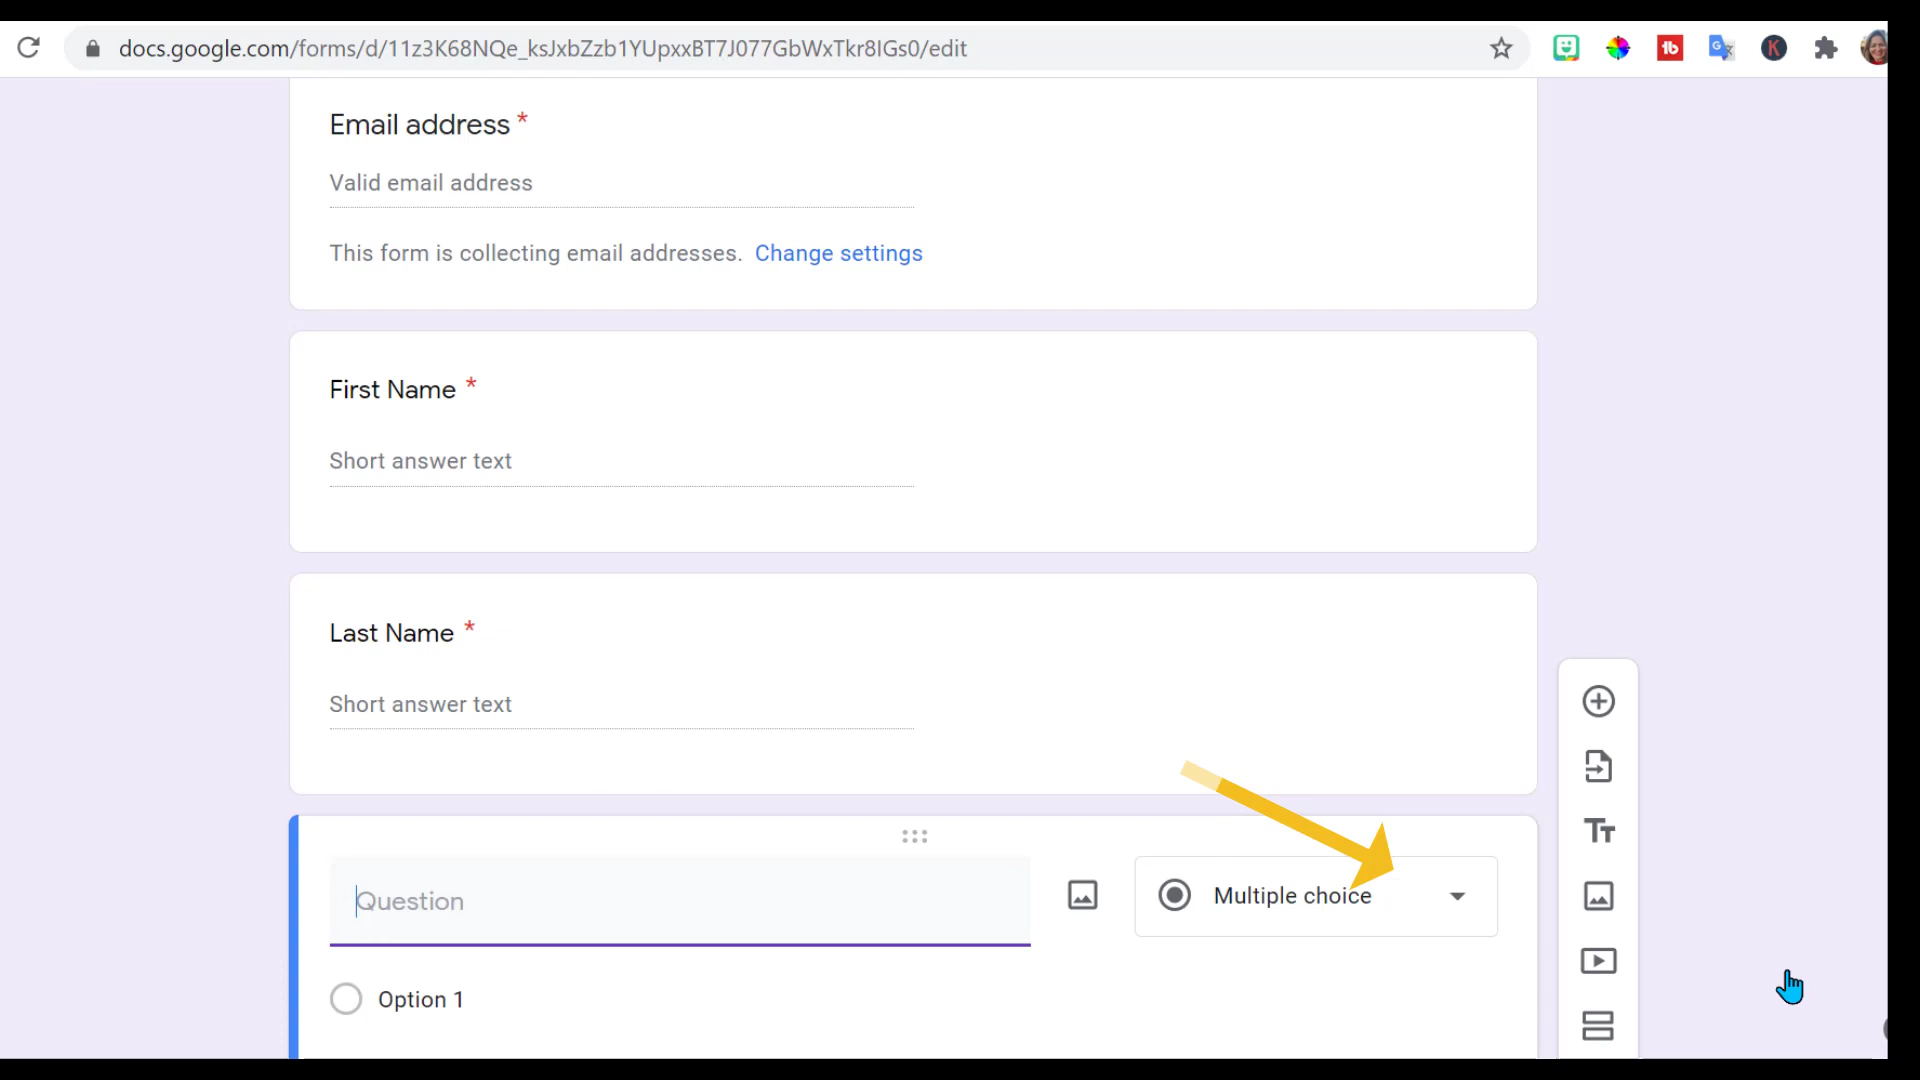 docs.google.com/forms/d/11z3K68NQe_ksJxbZzb1YUpxxBT7J077GbWxTkr8IGs0/edit
Email address *
Valid email address
This form is collecting email addresses. Change settings
First Name *
Short answer text
Last Name *
Short answer text
Question
Multiple choice
Option 1